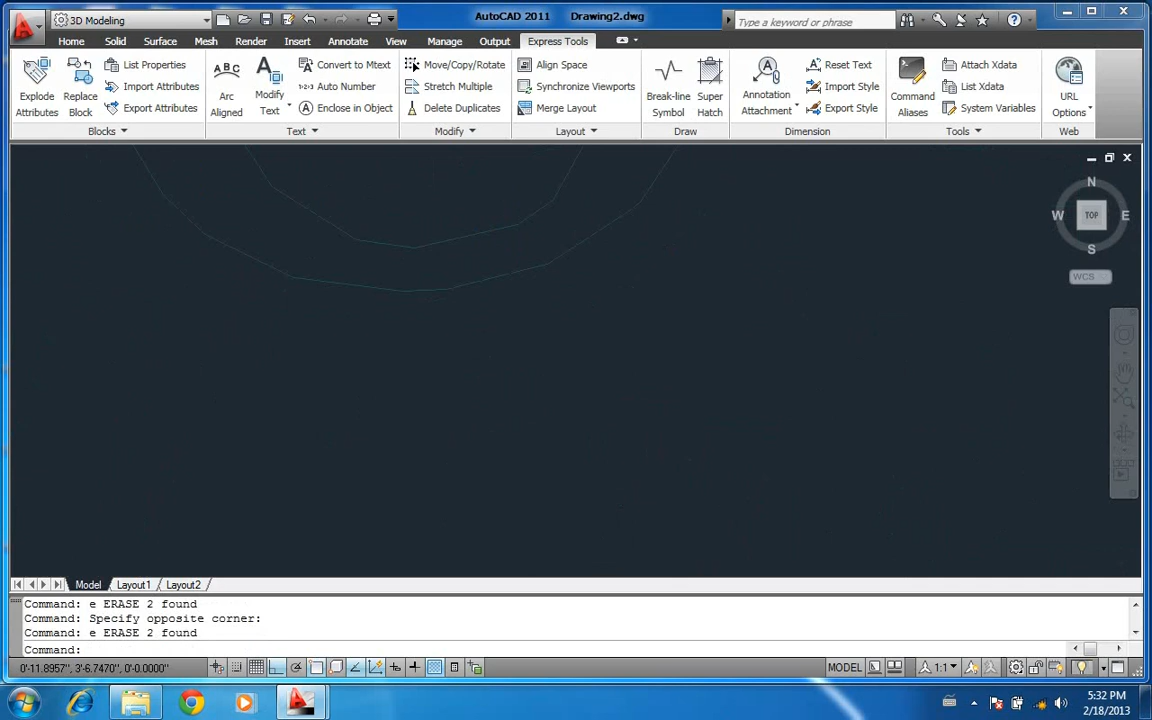 3D Modeling
AutoCAD 2011 Drawing2.dwg
Type a keyword or phrase
Home Solid Surface Mesh Render Insert Annotate View Manage Output Express Tools
Explode Attributes
Replace Block
List Properties
Import Attributes
Export Attributes
Blocks
ABC
Arc Aligned
Modify Text
Convert to Mtext
Auto Number
Enclose in Object
Text
Move/Copy/Rotate
Stretch Multiple
Delete Duplicates
Modify
Align Space
Synchronize Viewports
Merge Layout
Layout
Break-line Symbol
Super Hatch
Draw
Annotation Attachment
Reset Text
Import Style
Export Style
Dimension
Command Aliases
Attach Xdata
List Xdata
System Variables
Tools
URL Options
Web
N
W TOP E
S
WCS
Model Layout1 Layout2
Command: e ERASE 2 found
Command: Specify opposite corner:
Command: e ERASE 2 found
Command:
0'-11.8957", 3'-6.7470", 0'-0.0000"
MODEL 1:1
5:32 PM
2/18/2013